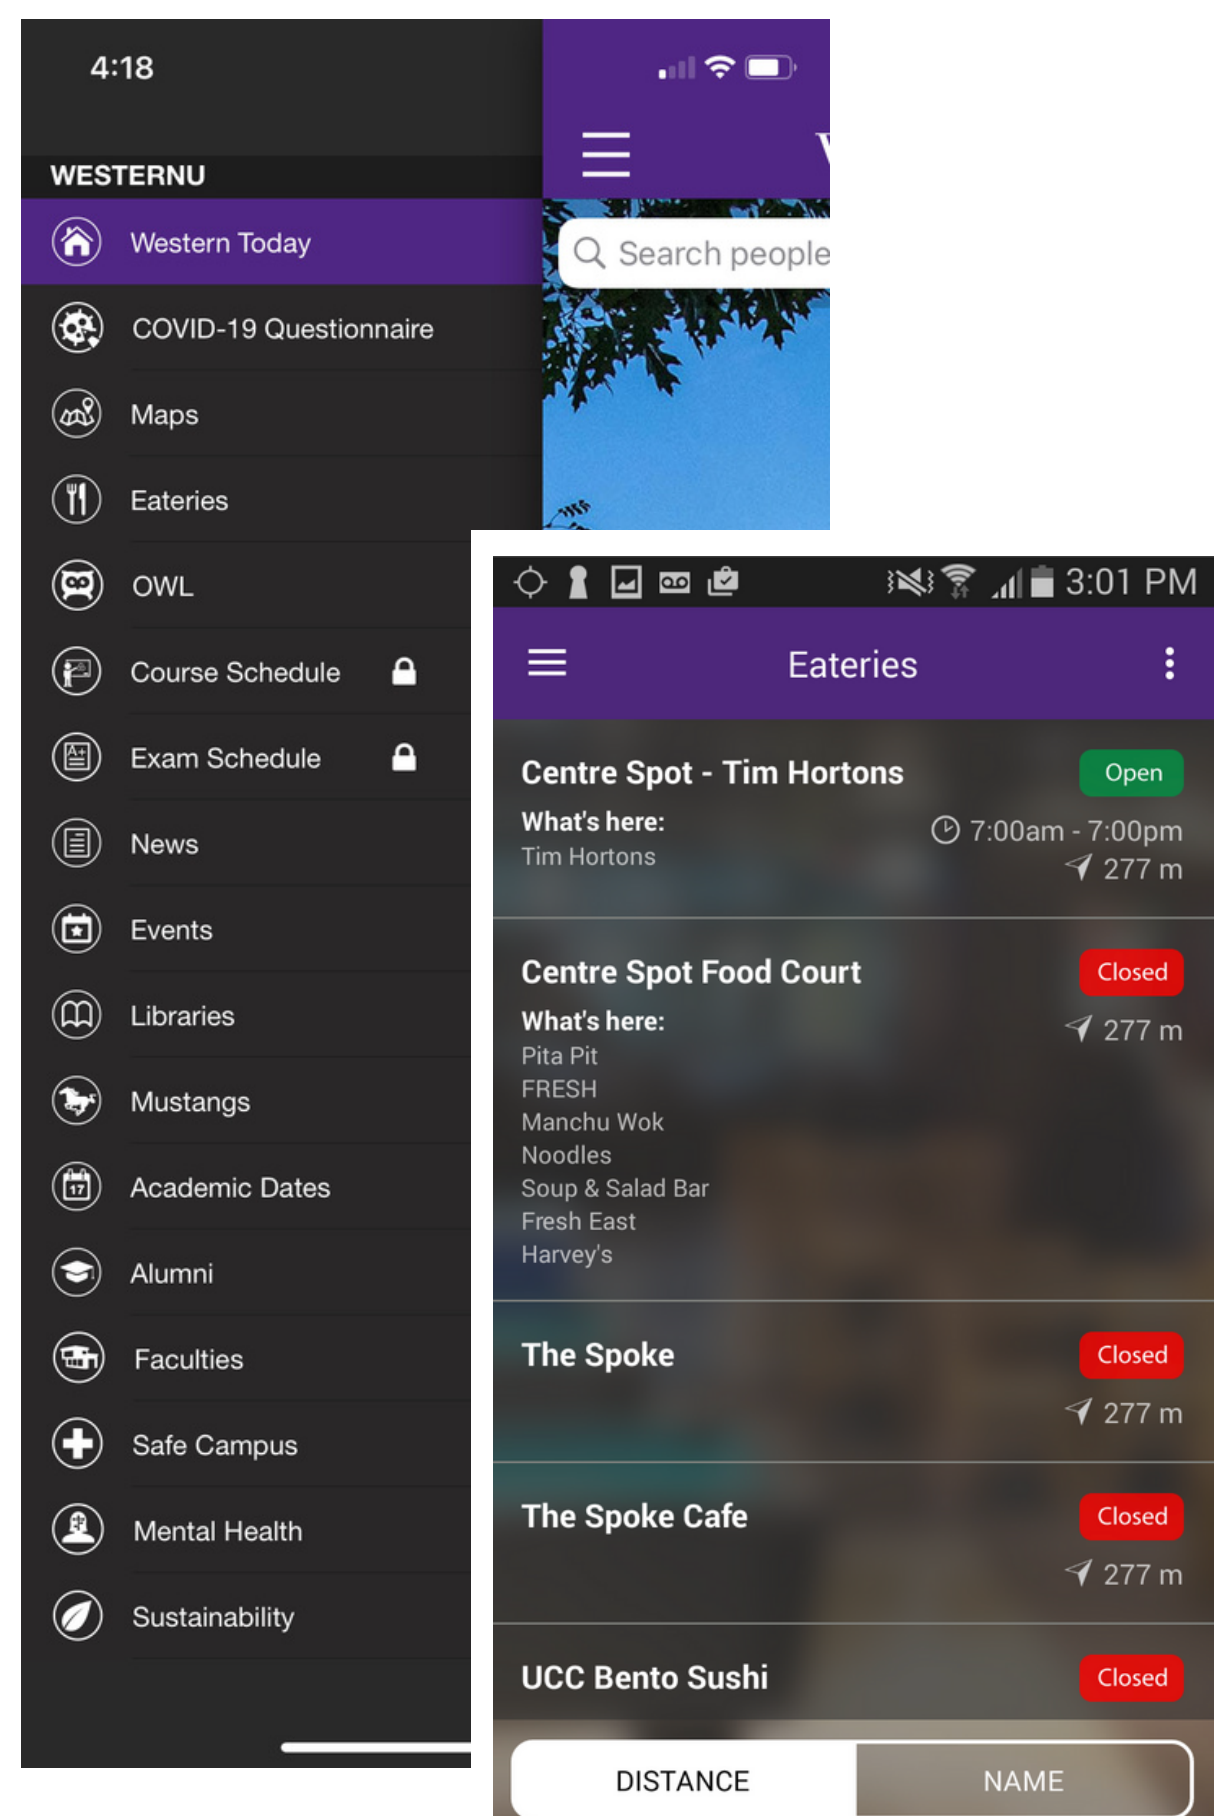 4:18
WESTERNU
Western Today
COVID-19 Questionnaire
Maps
Eateries
OWL
Course Schedule
Exam Schedule
News
Events
Libraries
Mustangs
Academic Dates
17
Alumni
Faculties
Safe Campus
Mental Health
Sustainability
Search people
3:01 PM
Eateries
Centre Spot - Tim Hortons
Open
What's here:
7:00am - 7:00pm
Tim Hortons
277 m
Centre Spot Food Court
Closed
What's here:
277 m
Pita Pit
FRESH
Manchu Wok
Noodles
Soup & Salad Bar
Fresh East
Harvey's
The Spoke
Closed
277 m
The Spoke Cafe
Closed
277 m
UCC Bento Sushi
Closed
DISTANCE
NAME